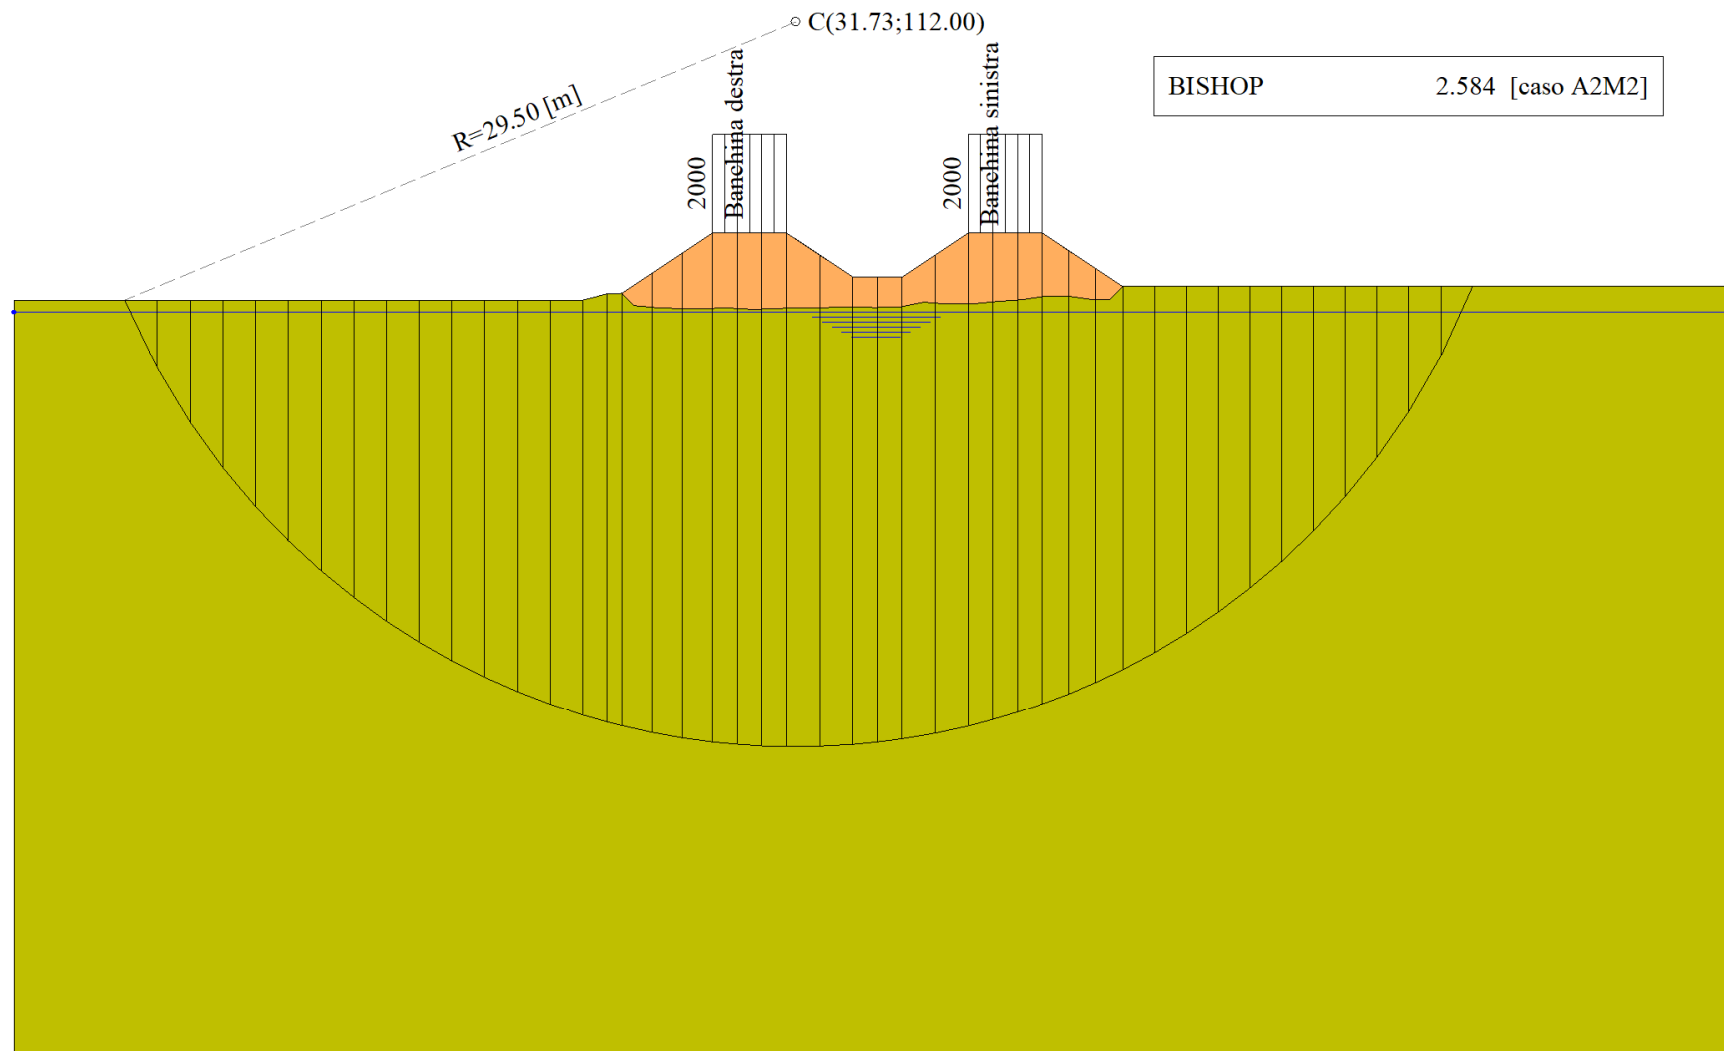 C(31.73;112.00)
R=29.50 [m]
BISHOP 2.584 [caso A2M2]
2000
Banchina destra
2000
Banchina sinistra